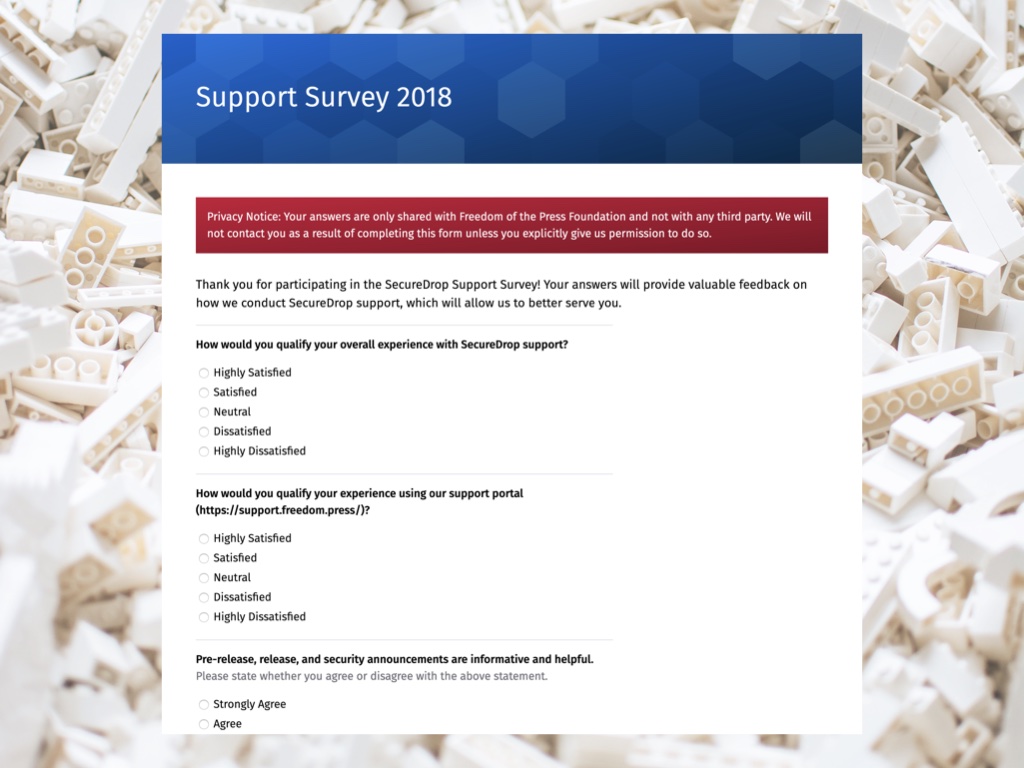 Support Survey 2018
Privacy Notice: Your answers are only shared with Freedom of the Press Foundation and not with any third party. We will
not contact you as a result of completing this form unless you explicitly give us permission to do so.
Thank you for participating in the SecureDrop Support Survey! Your answers will provide valuable feedback on
how we conduct SecureDrop support, which will allow us to better serve you.
How would you qualify your overall experience with SecureDrop support?
Highly Satisfied
Satisfied
Neutral
Dissatisfied
Highly Dissatisfied
How would you qualify your experience using our support portal
(https://support.freedom.press/)?
Highly Satisfied
Satisfied
Neutral
Dissatisfied
Highly Dissatisfied
Pre-release, release, and security announcements are informative and helpful.
Please state whether you agree or disagree with the above statement.
Strongly Agree
Agree